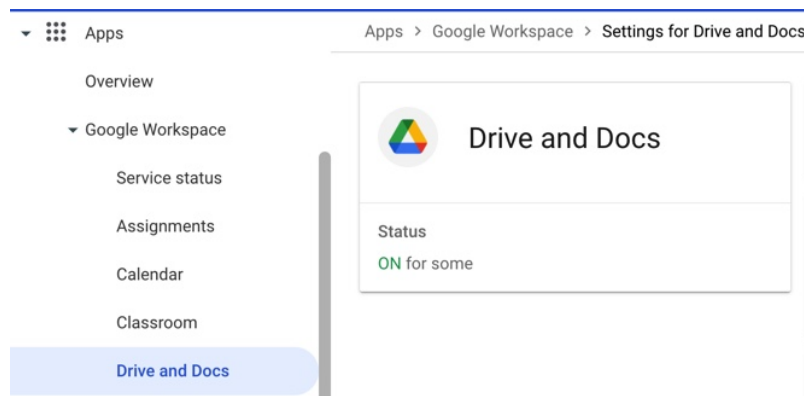 Apps
Overview
Google Workspace
Service status
Assignments
Calendar
Classroom
Drive and Docs
Apps > Google Workspace > Settings for Drive and Docs
Drive and Docs
Status
ON for some